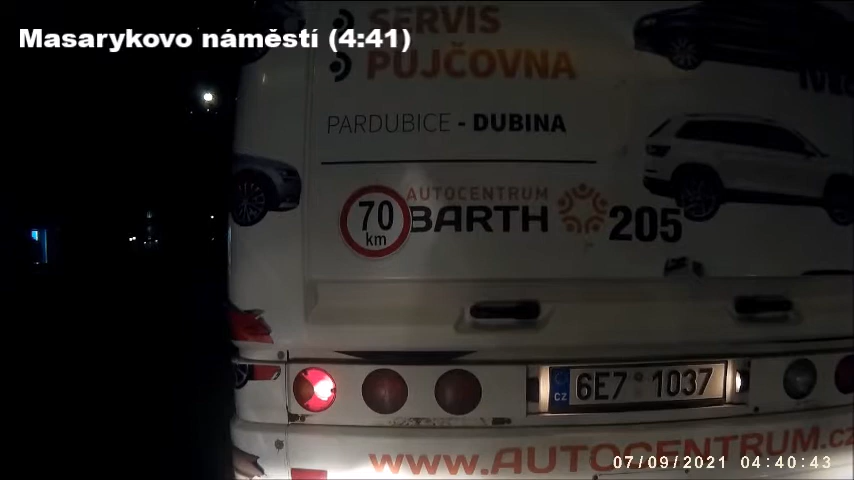 Masarykovo náměstí (4:41)
SERVIS
PŮJČOVNA
PARDUBICE - DUBINA
70
km
AUTOCENTRUM
BARTH
205
CZ
6E7 1037
www.AUTOCENTRUM.cz
07/09/2021 04:40:43